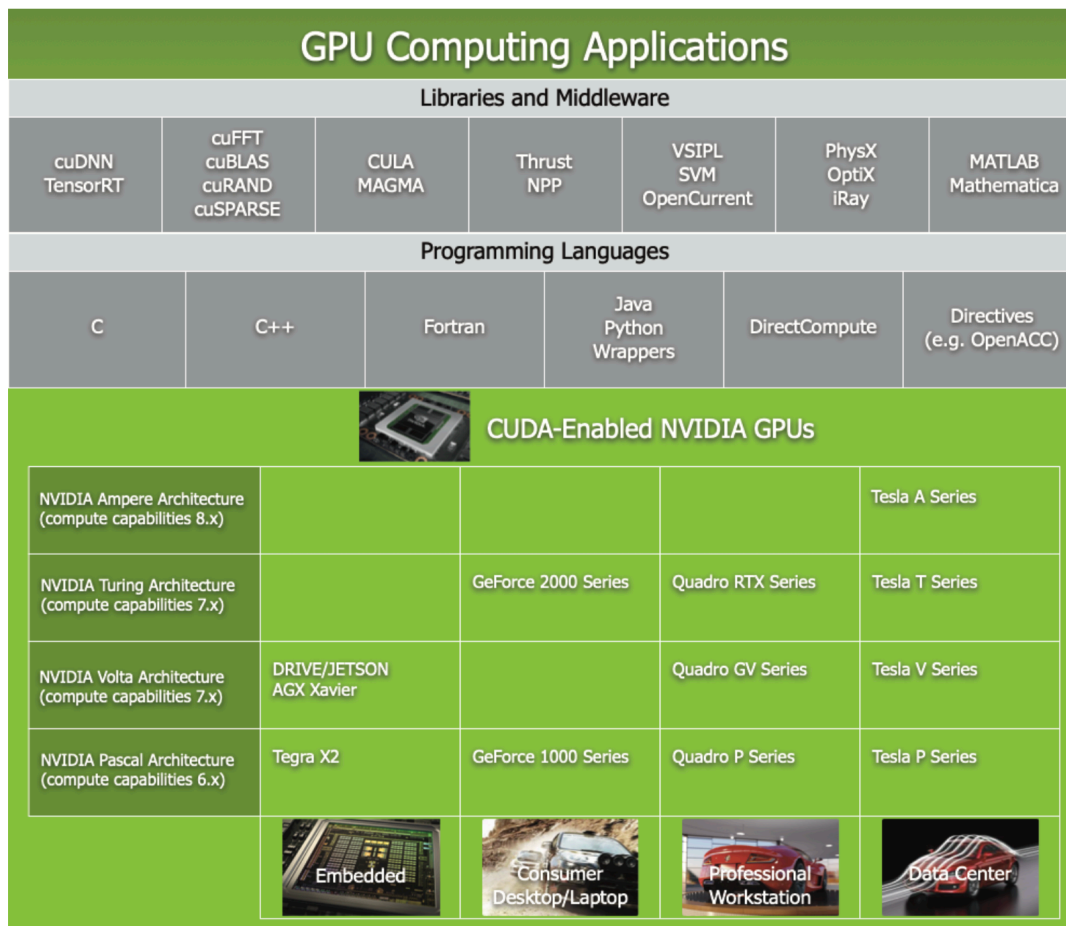 GPU Computing Applications
Libraries and Middleware
cuDNN
TensorRT
cuFFT
cuBLAS
cuRAND
cuSPARSE
CULA
MAGMA
Thrust
NPP
VSIPL
SVM
OpenCurrent
PhysX
OptiX
iRay
MATLAB
Mathematica
Programming Languages
C
C++
Fortran
Java
Python
Wrappers
DirectCompute
Directives
(e.g. OpenACC)
CUDA-Enabled NVIDIA GPUs
NVIDIA Ampere Architecture
(compute capabilities 8.x)
Tesla A Series
NVIDIA Turing Architecture
(compute capabilities 7.x)
GeForce 2000 Series
Quadro RTX Series
Tesla T Series
NVIDIA Volta Architecture
(compute capabilities 7.x)
DRIVE/JETSON
AGX Xavier
Quadro GV Series
Tesla V Series
NVIDIA Pascal Architecture
(compute capabilities 6.x)
Tegra X2
GeForce 1000 Series
Quadro P Series
Tesla P Series
Embedded
Consumer
Desktop/Laptop
Professional
Workstation
Data Center